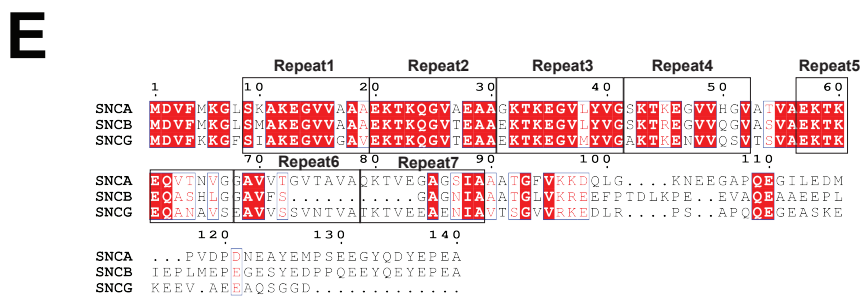 E
Repeat1 Repeat2 Repeat3 Repeat4 Repeat5
1 10 20 30 40 50 60
SNCA MDVFMKGLSKAKEGVVAAAEKTKQGVAEAAGKTKEGVLYVGSKTKEGVVHGVATVAEKTK
SNCB MDVFMKGLSMAKEGVVAAAEKTKQGVTEAAEKTKEGVLYVGSKTREGVVQGVASVAEKTK
SNCG MDVFKKGFSIAKEGVVGAVEKTKQGVTEAAEKTKEGVMYVGAKTKENVVQSVTSVAEKTK
70 Repeat6 80 Repeat7 90 100 110
SNCA EQVTNVGGAVVTGVTAVAQKTVEGAGSIAAATGFVKKDQLG....KNEEGAPQEGILEDM
SNCB EQASHLGGAVFS...........GAGNIAAATGLVKREEFPTDLKPE..EVAQEAAEEPL
SNCG EQANAVSEAVVSSVNTVATKTVEEAENIAVTSGVVRKEDLR....PS..APQQEGEASKE
120 130 140
SNCA ...PVDPDNEAYEMPSEEGYQDYEPEA
SNCB IEPLMEPEGESYEDPPQEEYQEYEPEA
SNCG KEEV.AEEAQSGGD.............